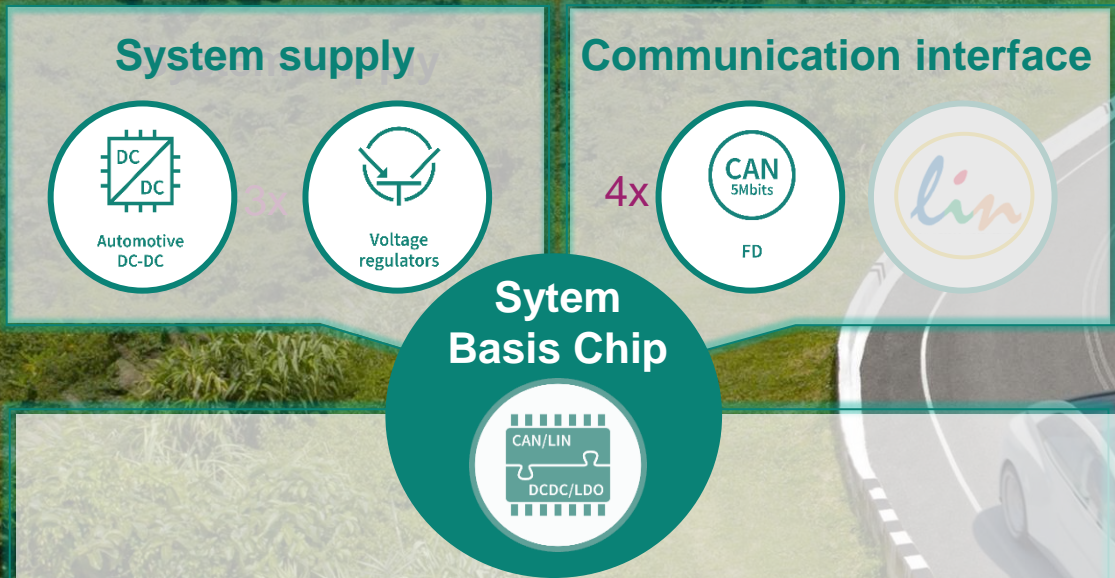 System supply
Communication interface
DC
DC
Automotive
DC-DC
3x
Voltage
regulators
4x
CAN
5Mbits
FD
lin
Sytem
Basis Chip
CAN/LIN
DCDC/LDO